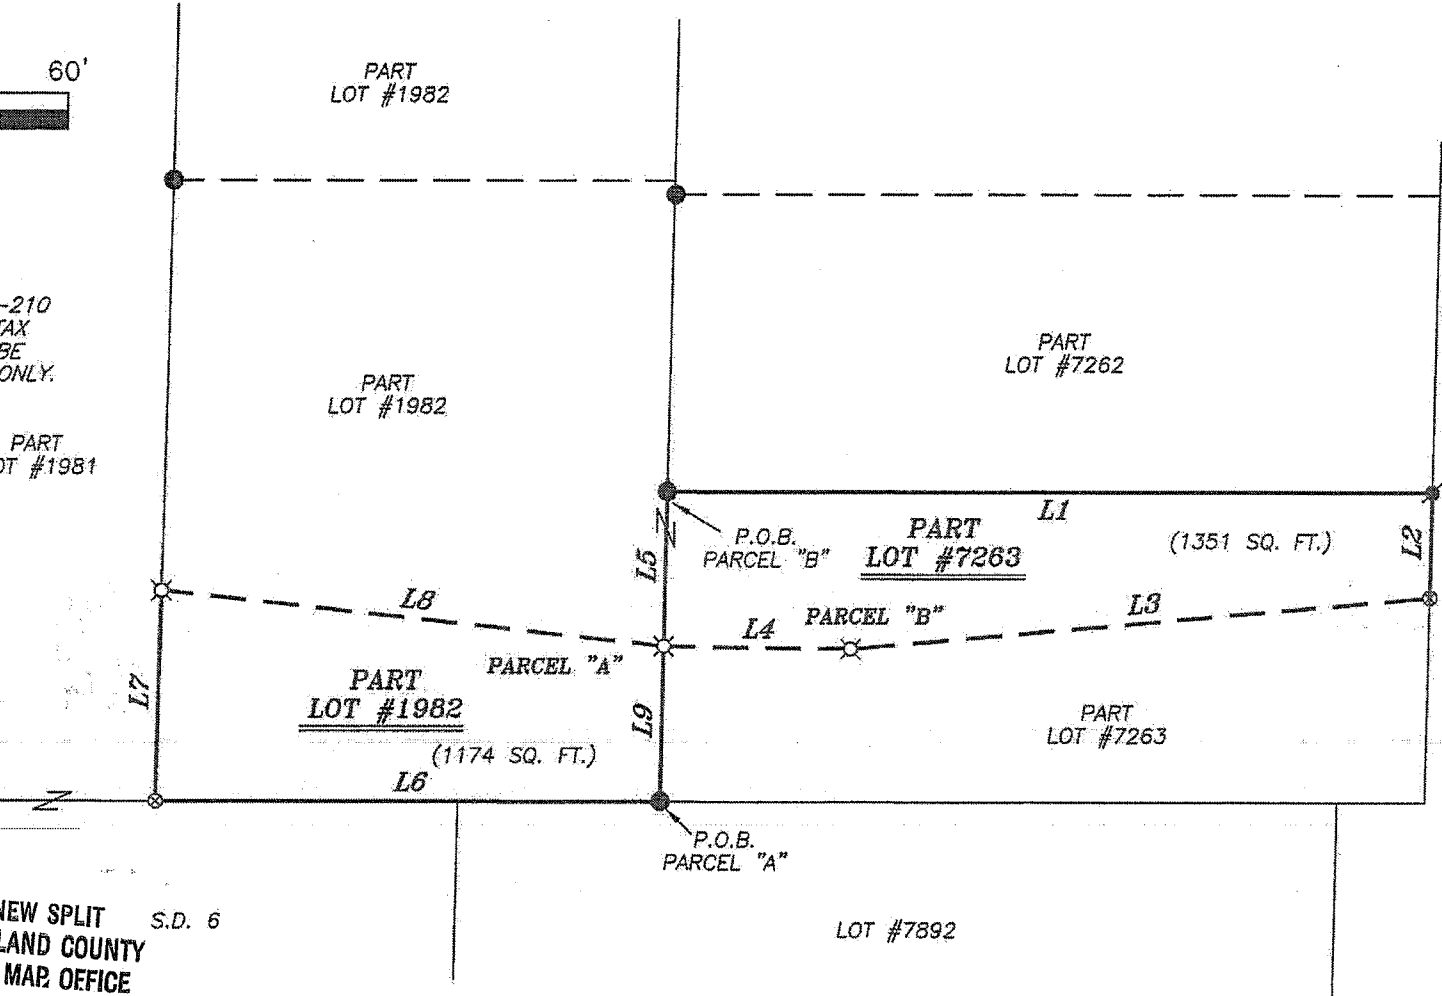 60'
PART
LOT #1982
-210
TAX
BE
ONLY.
PART
LOT #7262
PART
LOT #1982
PART
OT #1981
L1
P.O.B.
PARCEL "B"
PART
LOT #7263
(1351 SQ. FT.)
L2
L5
L8
L4
PARCEL "B"
L3
PARCEL "A"
PART
LOT #1982
L7
L9
(1174 SQ. FT.)
PART
LOT #7263
L6
P.O.B.
PARCEL "A"
NEW SPLIT
S.D. 6
LAND COUNTY
MAP OFFICE
LOT #7892